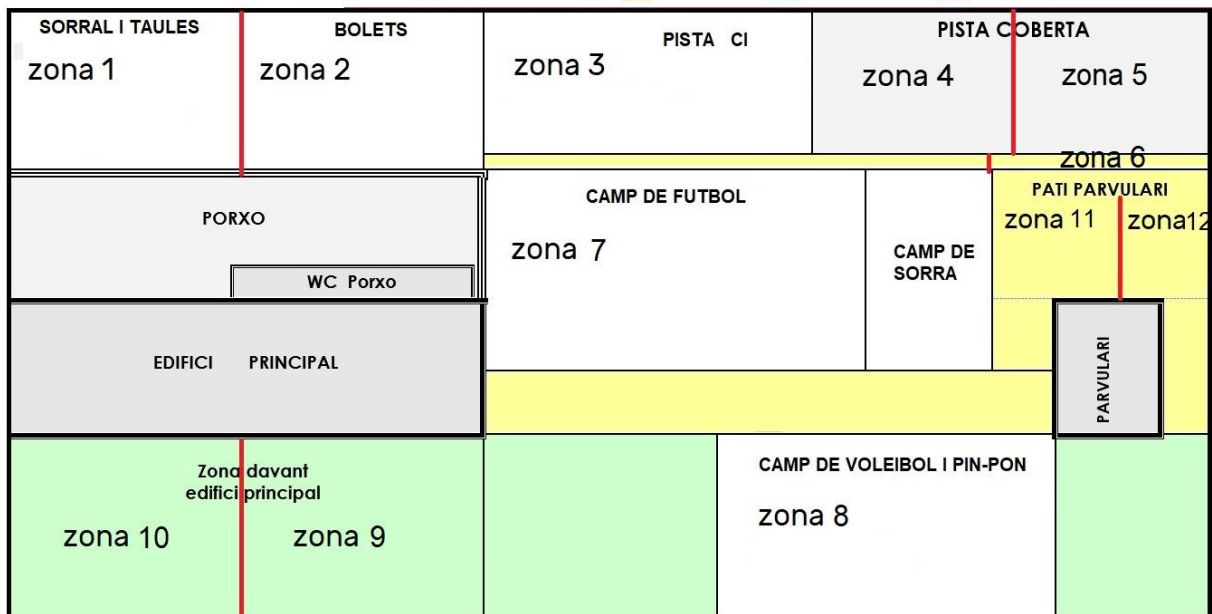 SORRAL I TAULES
zona 1
BOLETS
zona 2
PISTA CI
zona 3
PISTA COBERTA
zona 4
zona 5
zona 6
PORXO
WC Porxo
CAMP DE FUTBOL
zona 7
CAMP DE
SORRA
PATI PARVULARI
zona 11
zona12
EDIFICI PRINCIPAL
PARVULARI
Zona davant
edifici principal
zona 10
zona 9
CAMP DE VOLEIBOL I PIN-PON
zona 8